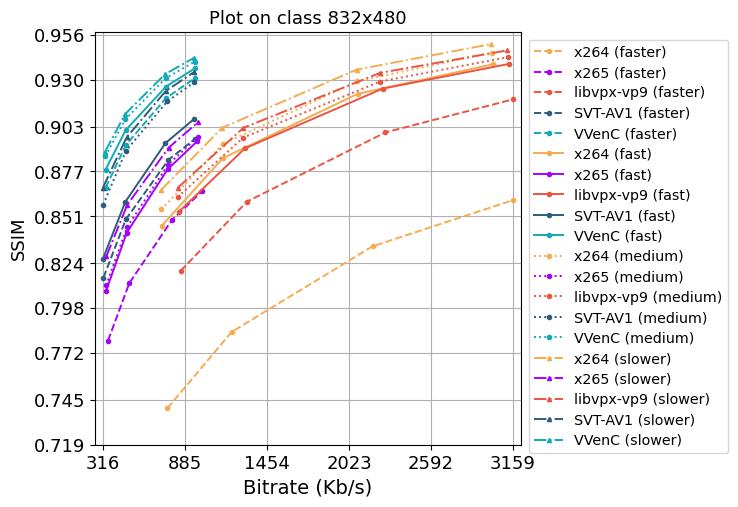 Plot on class 832x480
SSIM
0.956
0.930
0.903
0.877
0.851
0.824
0.798
0.772
0.745
0.719
316 885 1454 2023 2592 3159
Bitrate (Kb/s)
x264 (faster)
x265 (faster)
libvpx-vp9 (faster)
SVT-AV1 (faster)
VVenC (faster)
x264 (fast)
x265 (fast)
libvpx-vp9 (fast)
SVT-AV1 (fast)
VVenC (fast)
x264 (medium)
x265 (medium)
libvpx-vp9 (medium)
SVT-AV1 (medium)
VVenC (medium)
x264 (slower)
x265 (slower)
libvpx-vp9 (slower)
SVT-AV1 (slower)
VVenC (slower)